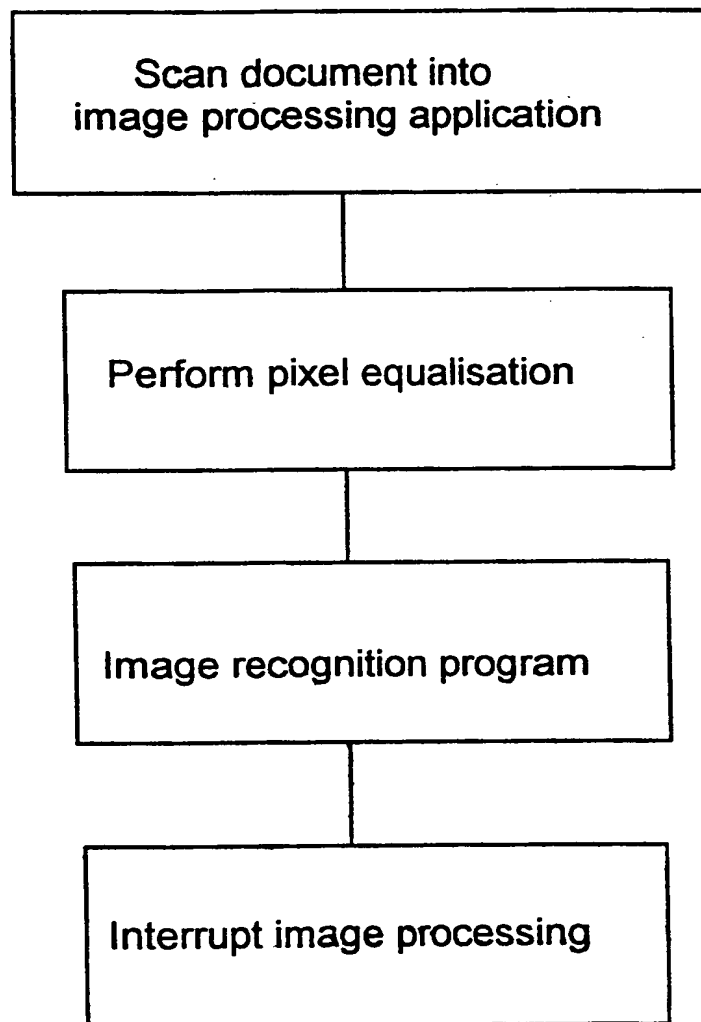 Scan document into
image processing application
Perform pixel equalisation
Image recognition program
Interrupt image processing